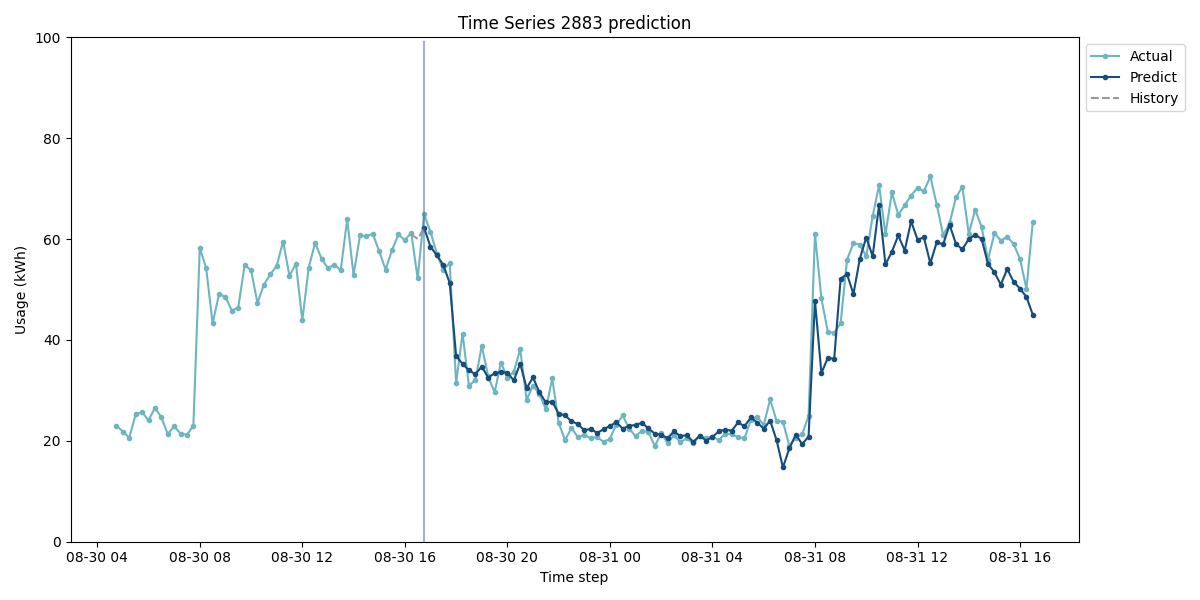 Time Series 2883 prediction
100
80
60
40
20
0
Usage (kWh)
08-30 04
08-30 08
08-30 12
08-30 16
08-30 20
08-31 00
08-31 04
08-31 08
08-31 12
08-31 16
Time step
Actual
Predict
History